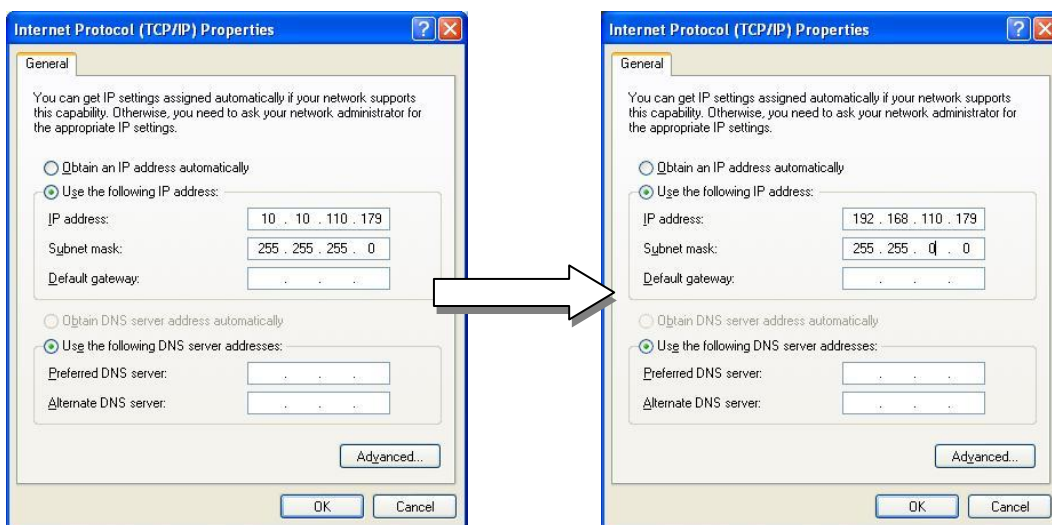 Internet Protocol (TCP/IP) Properties
General
You can get IP settings assigned automatically if your network supports
this capability. Otherwise, you need to ask your network administrator for
the appropriate IP settings.
Obtain an IP address automatically
Use the following IP address:
IP address: 10 . 10 . 110 . 179
Subnet mask: 255 . 255 . 255 . 0
Default gateway: . . .
Obtain DNS server address automatically
Use the following DNS server addresses:
Preferred DNS server: . . .
Alternate DNS server: . . .
Advanced...
OK Cancel
Internet Protocol (TCP/IP) Properties
General
You can get IP settings assigned automatically if your network supports
this capability. Otherwise, you need to ask your network administrator for
the appropriate IP settings.
Obtain an IP address automatically
Use the following IP address:
IP address: 192 . 168 . 110 . 179
Subnet mask: 255 . 255 . 0 . 0
Default gateway: . . .
Obtain DNS server address automatically
Use the following DNS server addresses:
Preferred DNS server: . . .
Alternate DNS server: . . .
Advanced...
OK Cancel